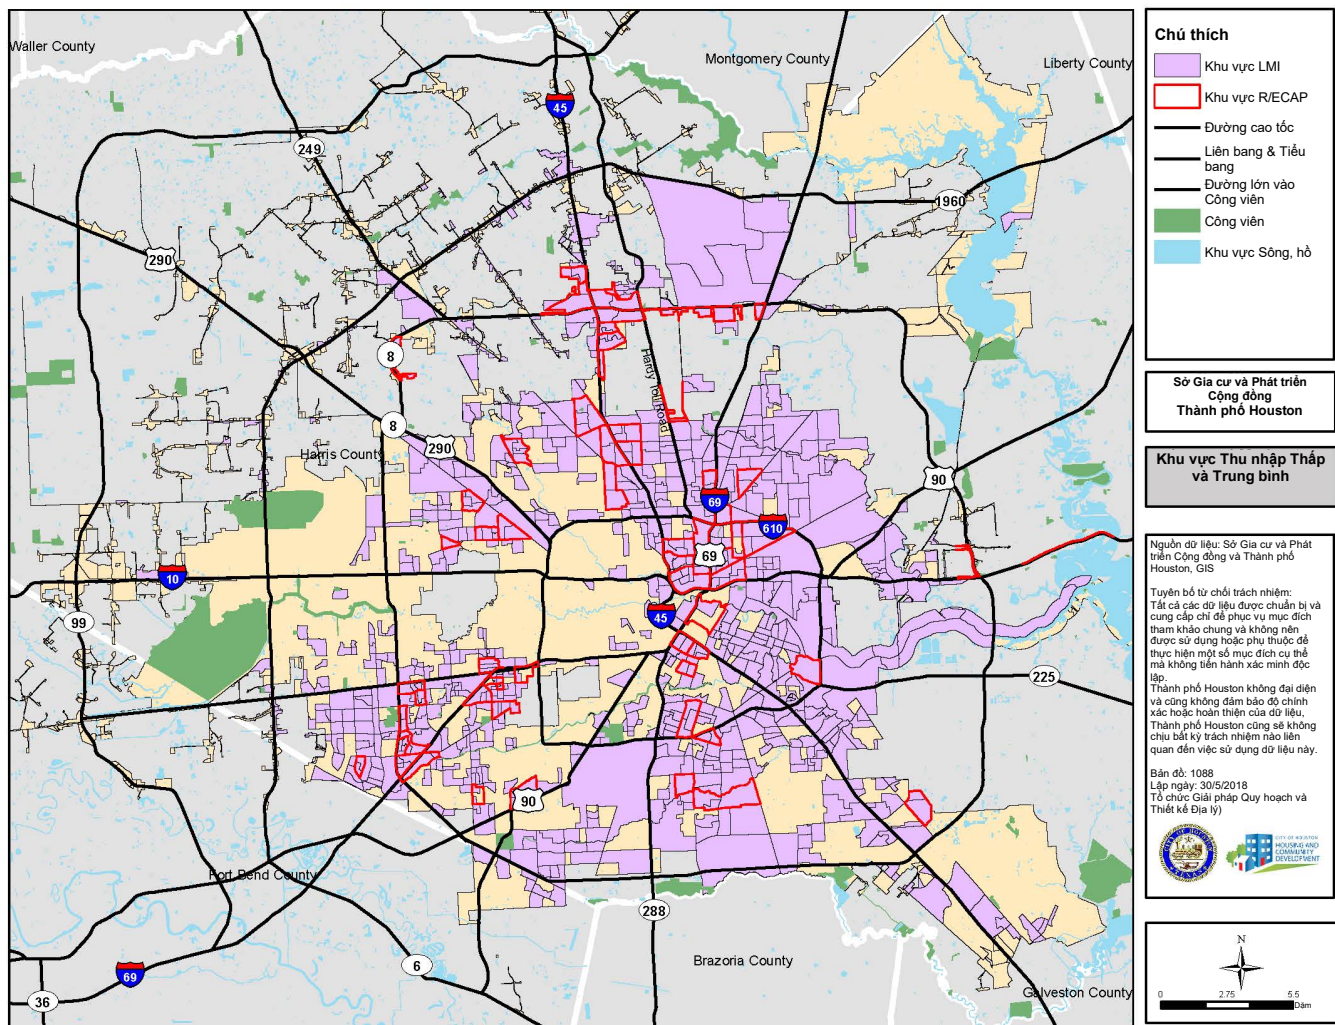 Waller County
Montgomery County
Liberty County
45
249
1960
290
8
Hardy Toll Road
8
290
Harris County
90
69
610
69
10
45
99
225
90
Fort Bend County
288
Brazoria County
6
69
36
Galveston County
Chú thích
Khu vực LMI
Khu vực R/ECAP
Đường cao tốc
Liên bang & Tiểu
bang
Đường lớn vào
Công viên
Công viên
Khu vực Sông, hồ
Sở Gia cư và Phát triển
Cộng đồng
Thành phố Houston
Khu vực Thu nhập Thấp
và Trung bình
Nguồn dữ liệu: Sở Gia cư và Phát
triển Cộng đồng và Thành phố
Houston, GIS
Tuyên bố từ chối trách nhiệm:
Tất cả các dữ liệu được chuẩn bị và
cung cấp chỉ để phục vụ mục đích
tham khảo chung và không nên
được sử dụng hoặc phụ thuộc để
thực hiện một số mục đích cụ thể
mà không tiến hành xác minh độc
lập.
Thành phố Houston không đại diện
và cũng không đảm bảo độ chính
xác hoặc hoàn thiện của dữ liệu,
Thành phố Houston cũng sẽ không
chịu bất kỳ trách nhiệm nào liên
quan đến việc sử dụng dữ liệu này.
Bản đồ: 1088
Lập ngày: 30/5/2018
Tổ chức Giải pháp Quy hoạch và
Thiết kế Địa lý)
CITY OF HOUSTON
HOUSING AND
COMMUNITY
DEVELOPMENT
N
0 2.75 5.5
Dặm